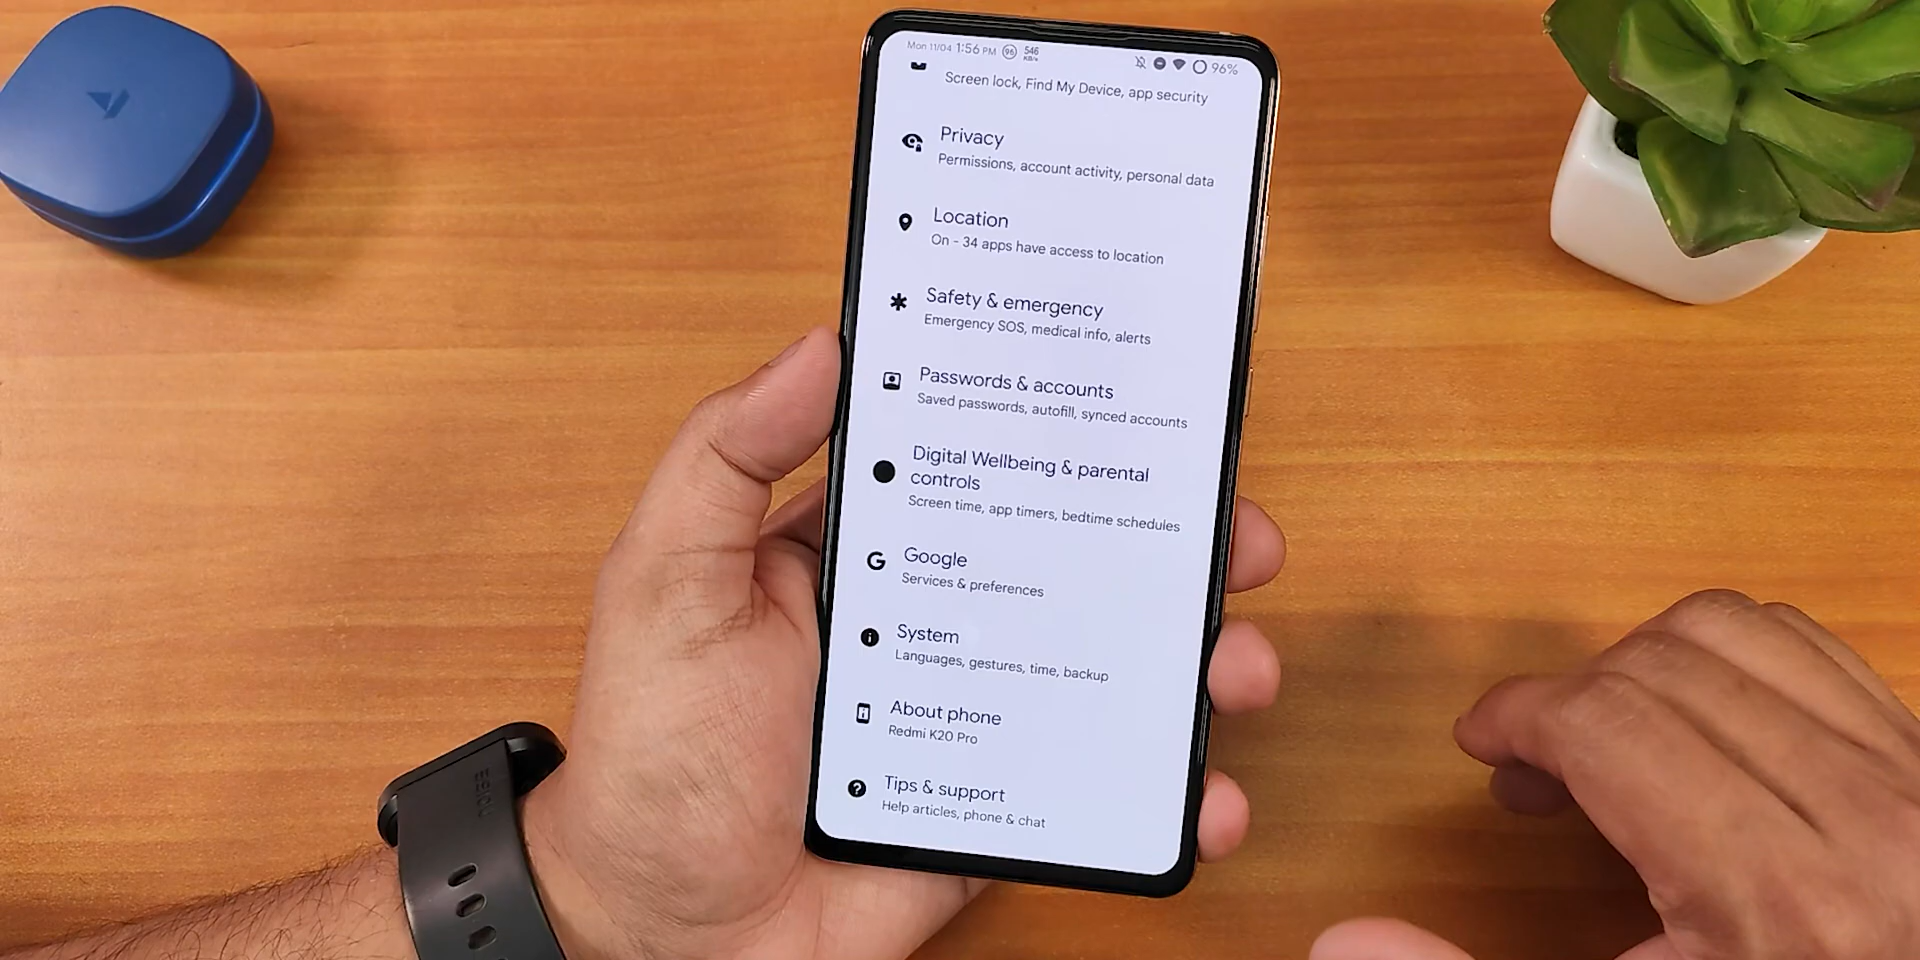 Mon 11/04 1:56 PM 96 546 KB/s 96%
Screen lock, Find My Device, app security
Privacy
Permissions, account activity, personal data
Location
On - 34 apps have access to location
Safety & emergency
Emergency SOS, medical info, alerts
Passwords & accounts
Saved passwords, autofill, synced accounts
Digital Wellbeing & parental
controls
Screen time, app timers, bedtime schedules
Google
Services & preferences
System
Languages, gestures, time, backup
About phone
Redmi K20 Pro
Tips & support
Help articles, phone & chat